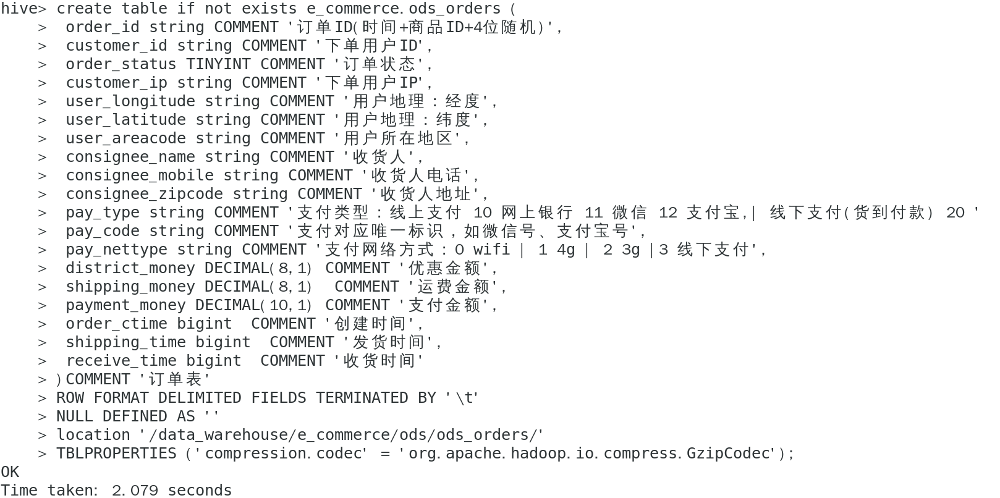 hive> create table if not exists e_commerce.ods_orders (
    >  order_id string COMMENT '订单ID(时间+商品ID+4位随机)',
    >  customer_id string COMMENT '下单用户ID',
    >  order_status TINYINT COMMENT '订单状态',
    >  customer_ip string COMMENT '下单用户IP',
    >  user_longitude string COMMENT '用户地理：经度',
    >  user_latitude string COMMENT '用户地理：纬度',
    >  user_areacode string COMMENT '用户所在地区',
    >  consignee_name string COMMENT '收货人',
    >  consignee_mobile string COMMENT '收货人电话',
    >  consignee_zipcode string COMMENT '收货人地址',
    >  pay_type string COMMENT '支付类型：线上支付 10 网上银行 11 微信 12 支付宝,| 线下支付(货到付款) 20 '
    >  pay_code string COMMENT '支付对应唯一标识，如微信号、支付宝号',
    >  pay_nettype string COMMENT '支付网络方式：0 wifi | 1 4g | 2 3g |3 线下支付',
    >  district_money DECIMAL(8,1) COMMENT '优惠金额',
    >  shipping_money DECIMAL(8,1)  COMMENT '运费金额',
    >  payment_money DECIMAL(10,1) COMMENT '支付金额',
    >  order_ctime bigint  COMMENT '创建时间',
    >  shipping_time bigint  COMMENT '发货时间',
    >  receive_time bigint  COMMENT '收货时间'
    > )COMMENT '订单表'
    > ROW FORMAT DELIMITED FIELDS TERMINATED BY '\t'
    > NULL DEFINED AS ''
    > location '/data_warehouse/e_commerce/ods/ods_orders/'
    > TBLPROPERTIES ('compression.codec' = 'org.apache.hadoop.io.compress.GzipCodec');
OK
Time taken: 2.079 seconds